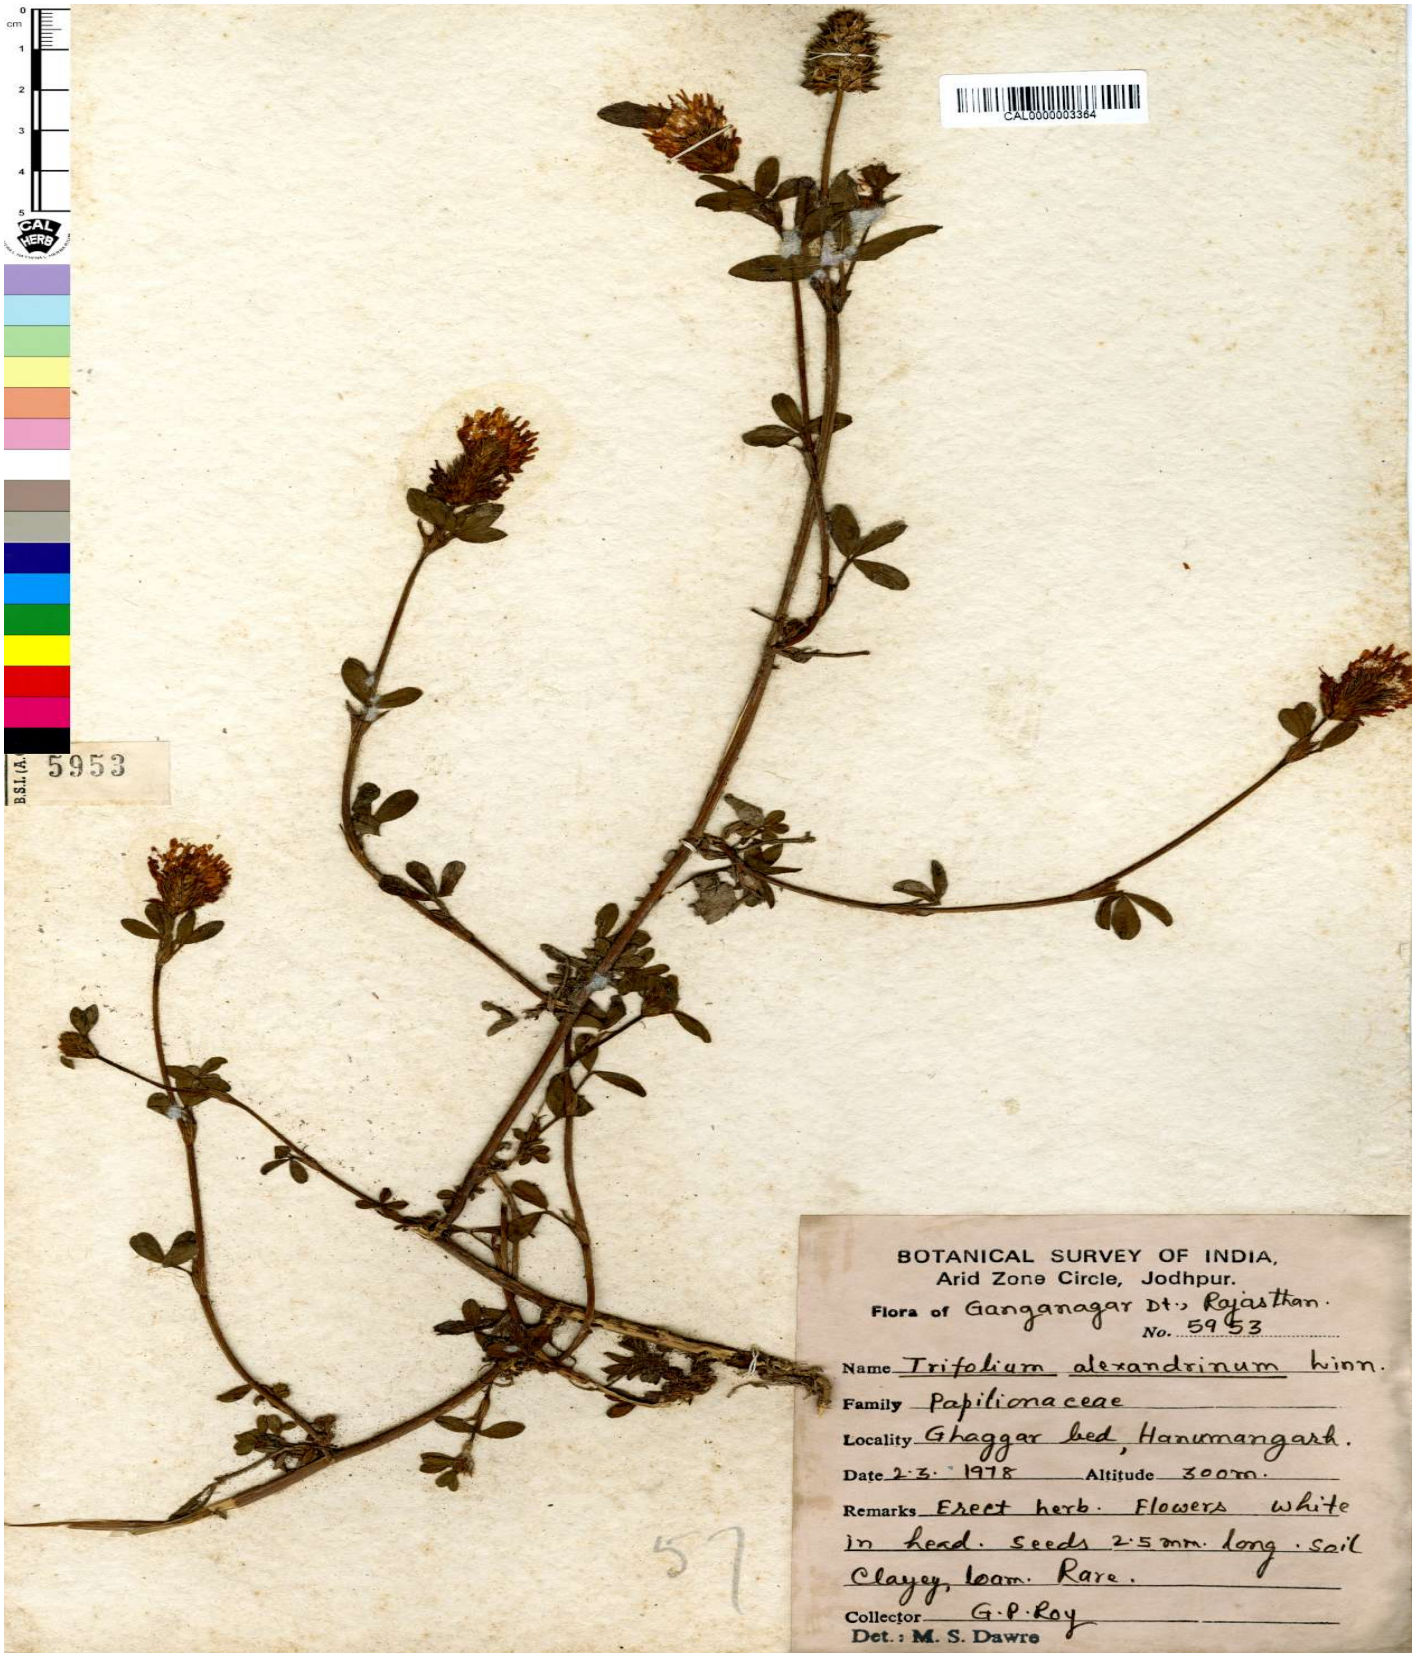 0
cm
1
2
3
4
5
CAL
HERB
CAL0000003364
B.S.I. (A.
5953
57
BOTANICAL SURVEY OF INDIA,
Arid Zone Circle, Jodhpur.
Flora of Ganganagar Dt., Rajasthan.
No. 5953
Name Trifolium alexandrinum Linn.
Family Papilionaceae
Locality Ghaggar bed, Hanumangarh.
Date 2.3. 1978 Altitude 300m.
Remarks Erect herb. Flowers white
in head. seeds 2.5 mm. long. soil
Clayey, loam. Rare.
Collector G.P.Roy
Det.: M. S. Dawre